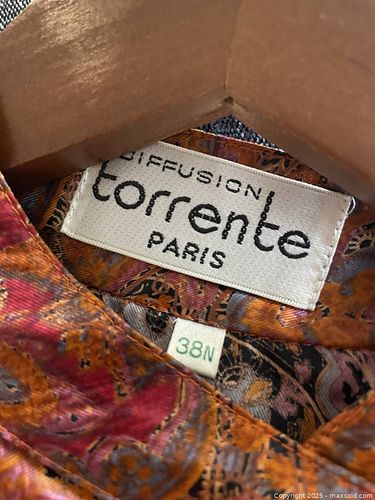 DIFFUSION
torrente
PARIS
38N
Copyright 2025 - maxsold.com